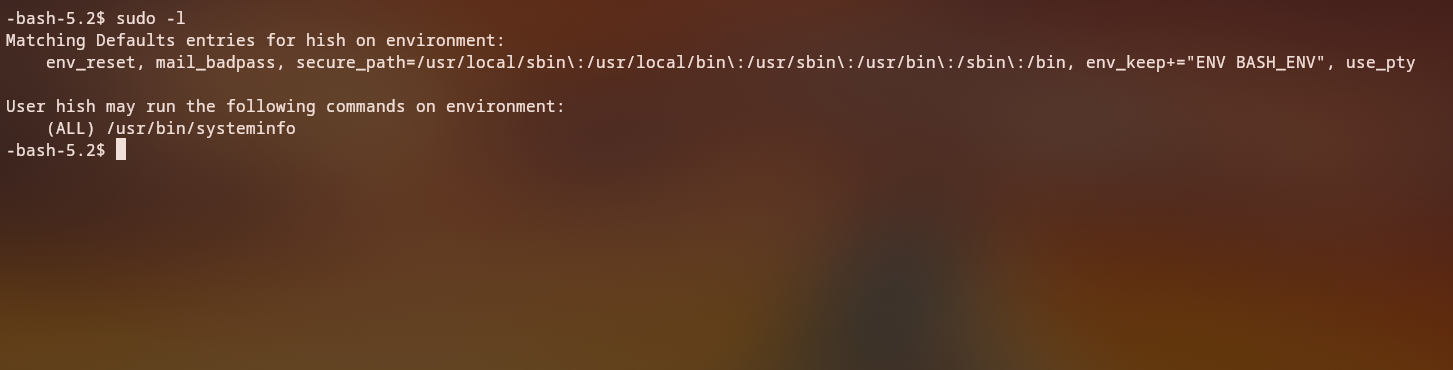 -bash-5.2$ sudo -l
Matching Defaults entries for hish on environment:
    env_reset, mail_badpass, secure_path=/usr/local/sbin\:/usr/local/bin\:/usr/sbin\:/usr/bin\:/sbin\:/bin, env_keep+="ENV BASH_ENV", use_pty

User hish may run the following commands on environment:
    (ALL) /usr/bin/systeminfo
-bash-5.2$